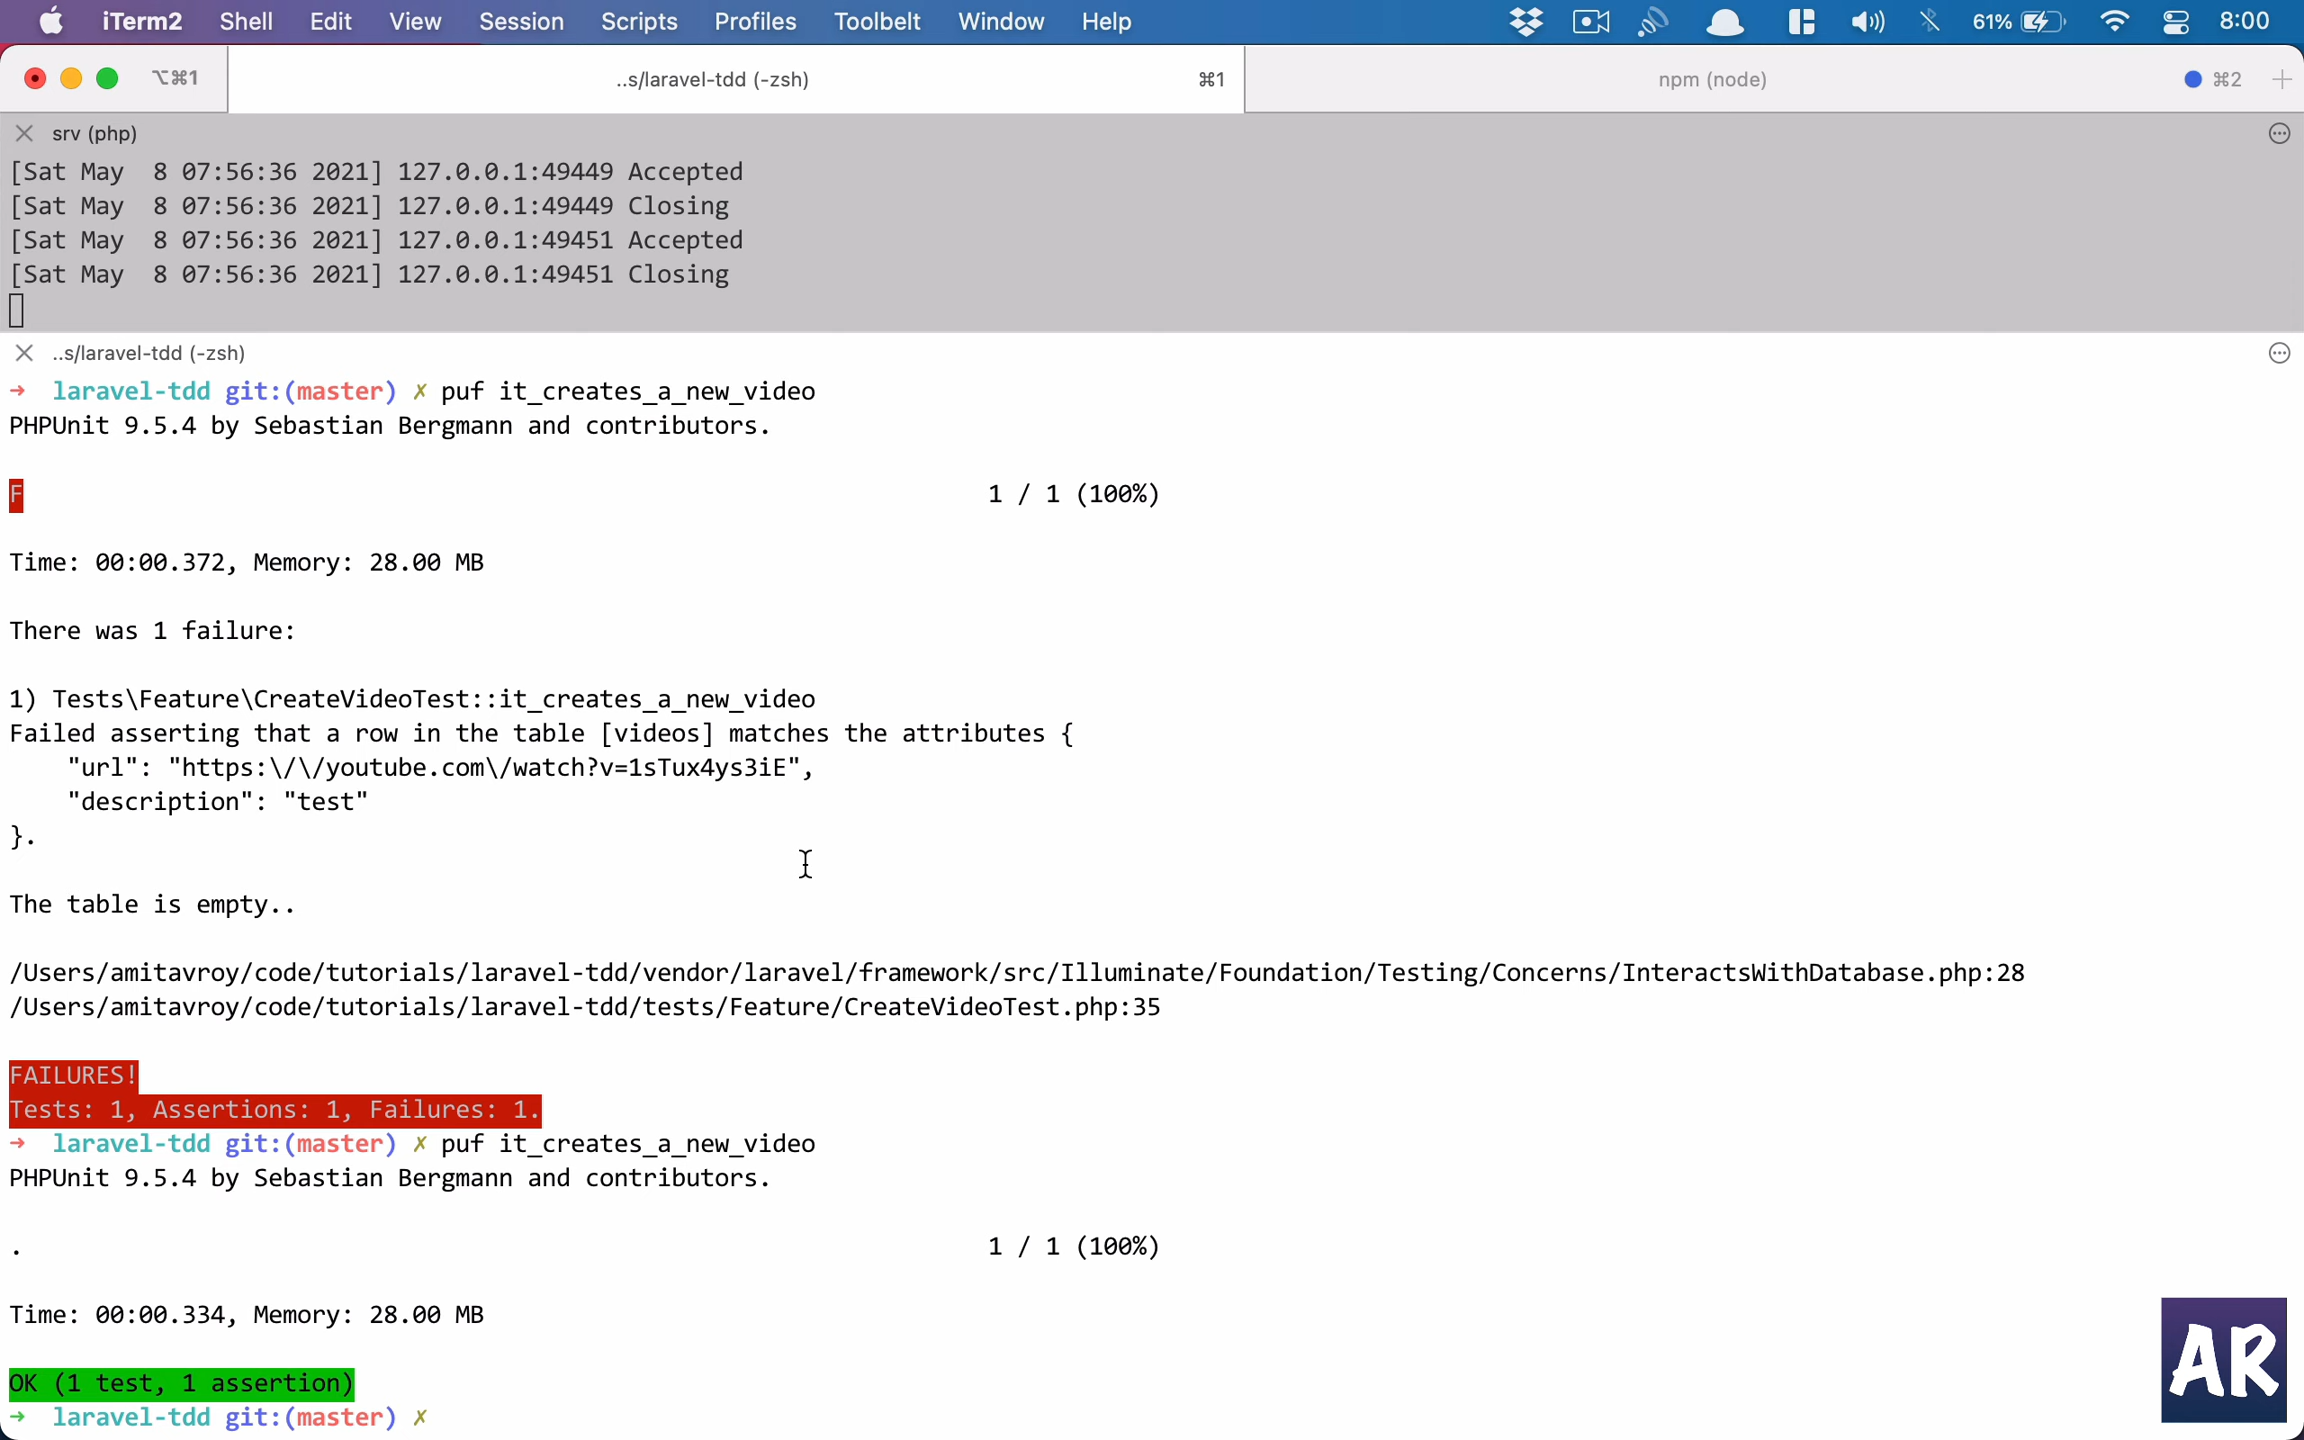 iTerm2 Shell Edit View Session Scripts Profiles Toolbelt Window Help 61% 8:00
⌥⌘1 ..s/laravel-tdd (-zsh) ⌘1 npm (node) ⌘2
srv (php)
[Sat May  8 07:56:36 2021] 127.0.0.1:49449 Accepted
[Sat May  8 07:56:36 2021] 127.0.0.1:49449 Closing
[Sat May  8 07:56:36 2021] 127.0.0.1:49451 Accepted
[Sat May  8 07:56:36 2021] 127.0.0.1:49451 Closing
..s/laravel-tdd (-zsh)
→  laravel-tdd git:(master) ✗ puf it_creates_a_new_video
PHPUnit 9.5.4 by Sebastian Bergmann and contributors.
F 1 / 1 (100%)
Time: 00:00.372, Memory: 28.00 MB
There was 1 failure:
1) Tests\Feature\CreateVideoTest::it_creates_a_new_video
Failed asserting that a row in the table [videos] matches the attributes {
    "url": "https:\/\/youtube.com\/watch?v=1sTux4ys3iE",
    "description": "test"
}.
The table is empty..
/Users/amitavroy/code/tutorials/laravel-tdd/vendor/laravel/framework/src/Illuminate/Foundation/Testing/Concerns/InteractsWithDatabase.php:28
/Users/amitavroy/code/tutorials/laravel-tdd/tests/Feature/CreateVideoTest.php:35
FAILURES!
Tests: 1, Assertions: 1, Failures: 1.
→  laravel-tdd git:(master) ✗ puf it_creates_a_new_video
PHPUnit 9.5.4 by Sebastian Bergmann and contributors.
. 1 / 1 (100%)
Time: 00:00.334, Memory: 28.00 MB
OK (1 test, 1 assertion)
→  laravel-tdd git:(master) ✗
AR